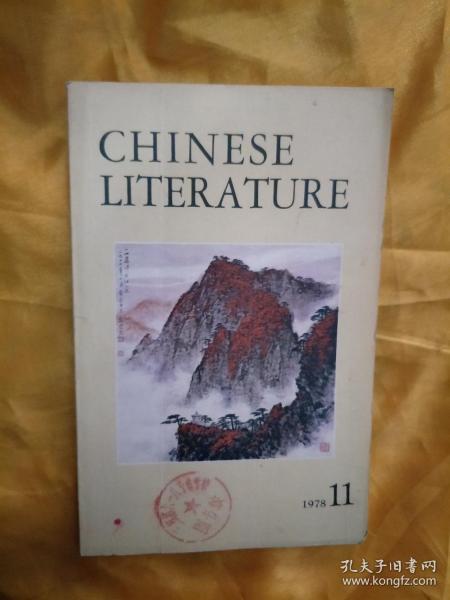 CHINESE
LITERATURE
1978 11
孔夫子旧书网
www.kongfz.com